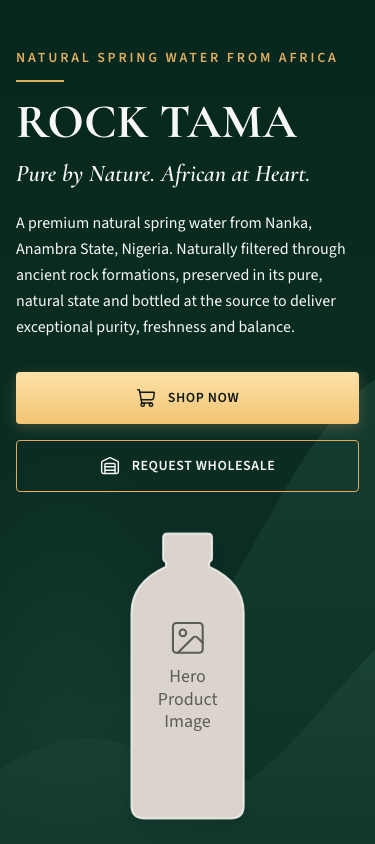 NATURAL SPRING WATER FROM AFRICA
ROCK TAMA
Pure by Nature. African at Heart.
A premium natural spring water from Nanka,
Anambra State, Nigeria. Naturally filtered through
ancient rock formations, preserved in its pure,
natural state and bottled at the source to deliver
exceptional purity, freshness and balance.
SHOP NOW
REQUEST WHOLESALE
Hero
Product
Image